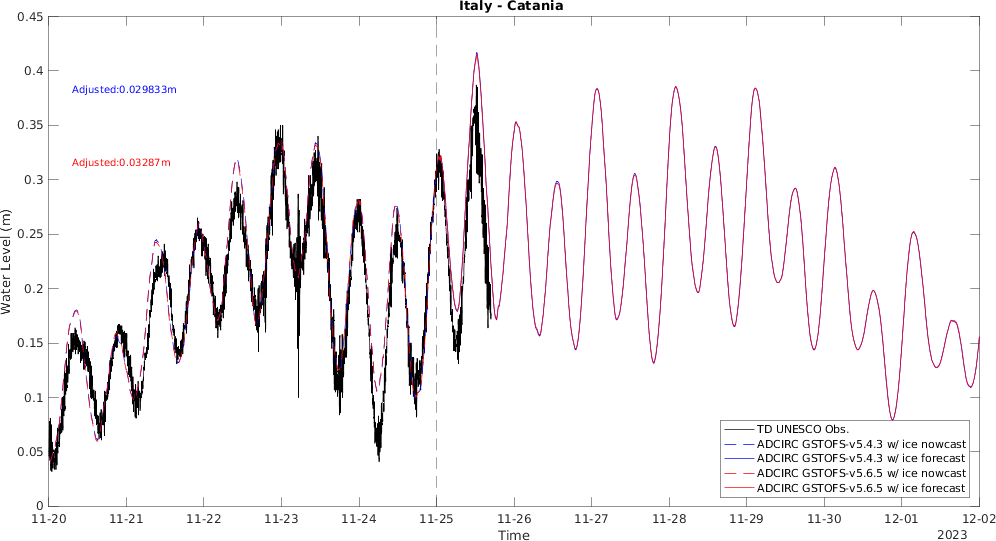 Italy - Catania
0.45
0.4
0.35
0.3
0.25
0.2
0.15
0.1
0.05
0
Water Level (m)
Adjusted:0.029833m
Adjusted:0.03287m
TD UNESCO Obs.
ADCIRC GSTOFS-v5.4.3 w/ ice nowcast
ADCIRC GSTOFS-v5.4.3 w/ ice forecast
ADCIRC GSTOFS-v5.6.5 w/ ice nowcast
ADCIRC GSTOFS-v5.6.5 w/ ice forecast
11-20 11-21 11-22 11-23 11-24 11-25 11-26 11-27 11-28 11-29 11-30 12-01 12-02
Time
2023